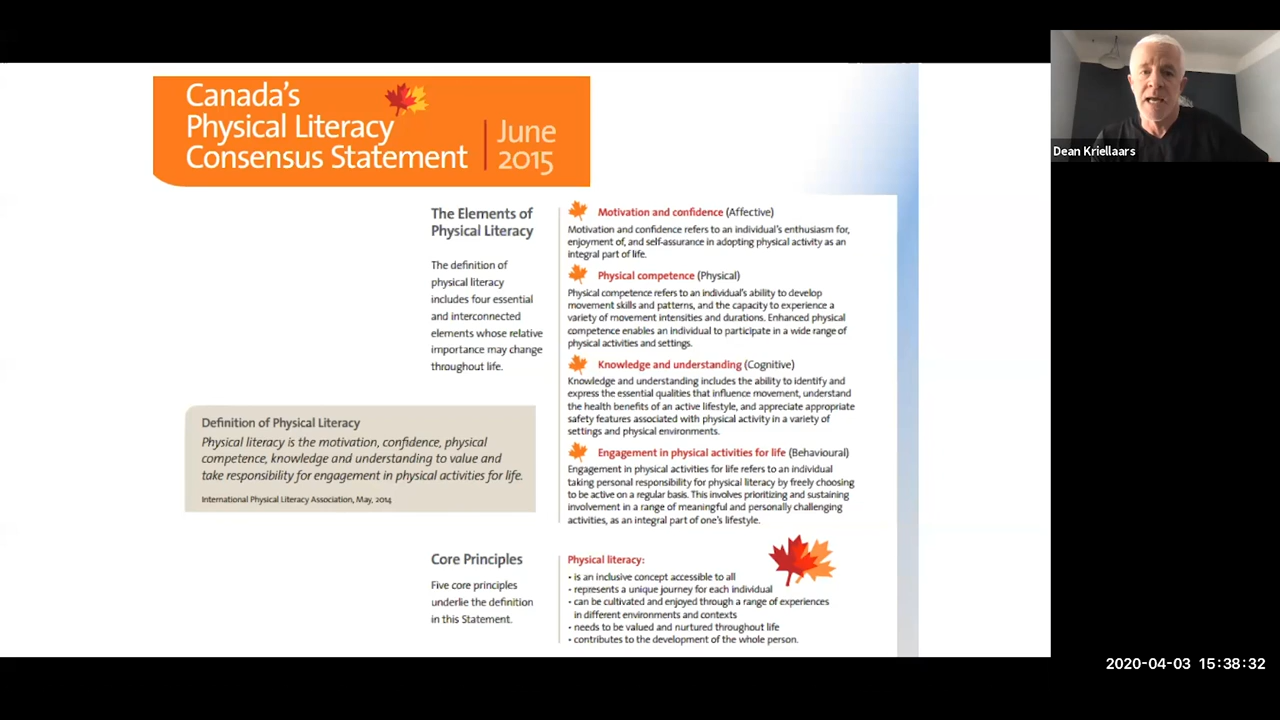 Canada's
Physical Literacy
Consensus Statement
June
2015
The Elements of
Physical Literacy
The definition of
physical literacy
includes four essential
and interconnected
elements whose relative
importance may change
throughout life.
Motivation and confidence (Affective)
Motivation and confidence refers to an individual's enthusiasm for,
enjoyment of, and self-assurance in adopting physical activity as an
integral part of life.
Physical competence (Physical)
Physical competence refers to an individual's ability to develop
movement skills and patterns, and the capacity to experience a
variety of movement intensities and durations. Enhanced physical
competence enables an individual to participate in a wide range of
physical activities and settings.
Knowledge and understanding (Cognitive)
Knowledge and understanding includes the ability to identify and
express the essential qualities that influence movement, understand
the health benefits of an active lifestyle, and appreciate appropriate
safety features associated with physical activity in a variety of
settings and physical environments.
Engagement in physical activities for life (Behavioural)
Engagement in physical activities for life refers to an individual
taking personal responsibility for physical literacy by freely choosing
to be active on a regular basis. This involves prioritizing and sustaining
involvement in a range of meaningful and personally challenging
activities, as an integral part of one's lifestyle.
Definition of Physical Literacy
Physical literacy is the motivation, confidence, physical
competence, knowledge and understanding to value and
take responsibility for engagement in physical activities for life.
International Physical Literacy Association, May, 2014
Core Principles
Five core principles
underlie the definition
in this Statement.
Physical literacy:
• is an inclusive concept accessible to all
• represents a unique journey for each individual
• can be cultivated and enjoyed through a range of experiences
in different environments and contexts
• needs to be valued and nurtured throughout life
• contributes to the development of the whole person.
Dean Kriellaars
2020-04-03 15:38:32